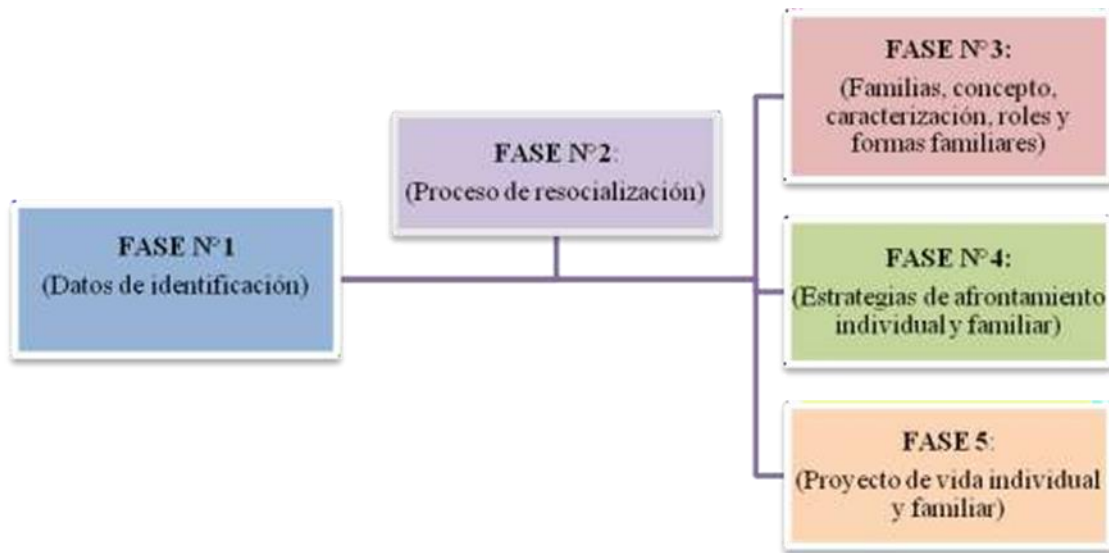 FASE N°1
(Datos de identificación)
FASE N°2:
(Proceso de resocialización)
FASE N°3:
(Familias, concepto,
caracterización, roles y
formas familiares)
FASE N°4:
(Estrategias de afrontamiento
individual y familiar)
FASE 5:
(Proyecto de vida individual
y familiar)